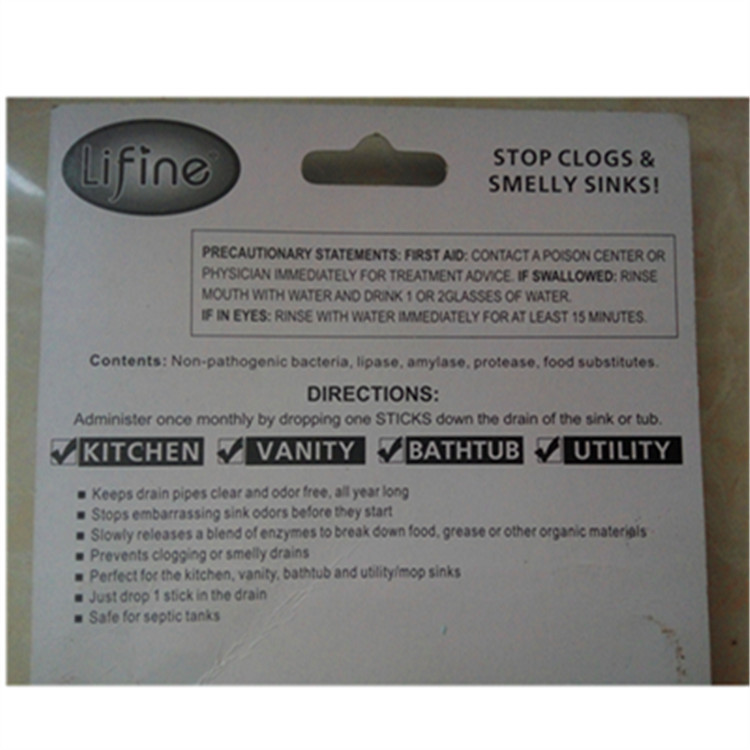 Lifine
STOP CLOGS &
SMELLY SINKS!
PRECAUTIONARY STATEMENTS: FIRST AID: CONTACT A POISON CENTER OR
PHYSICIAN IMMEDIATELY FOR TREATMENT ADVICE. IF SWALLOWED: RINSE
MOUTH WITH WATER AND DRINK 1 OR 2GLASSES OF WATER.
IF IN EYES: RINSE WITH WATER IMMEDIATELY FOR AT LEAST 15 MINUTES.
Contents: Non-pathogenic bacteria, lipase, amylase, protease, food substitutes.
DIRECTIONS:
Administer once monthly by dropping one STICKS down the drain of the sink or tub.
KITCHEN VANITY BATHTUB UTILITY
Keeps drain pipes clear and odor free, all year long
Stops embarrassing sink odors before they start
Slowly releases a blend of enzymes to break down food, grease or other organic materials
Prevents clogging or smelly drains
Perfect for the kitchen, vanity, bathtub and utility/mop sinks
Just drop 1 stick in the drain
Safe for septic tanks